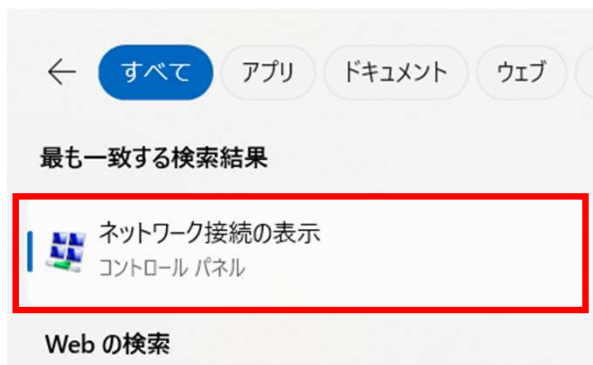 ← すべて アプリ ドキュメント ウェブ
最も一致する検索結果
ネットワーク接続の表示
コントロール パネル
Web の検索